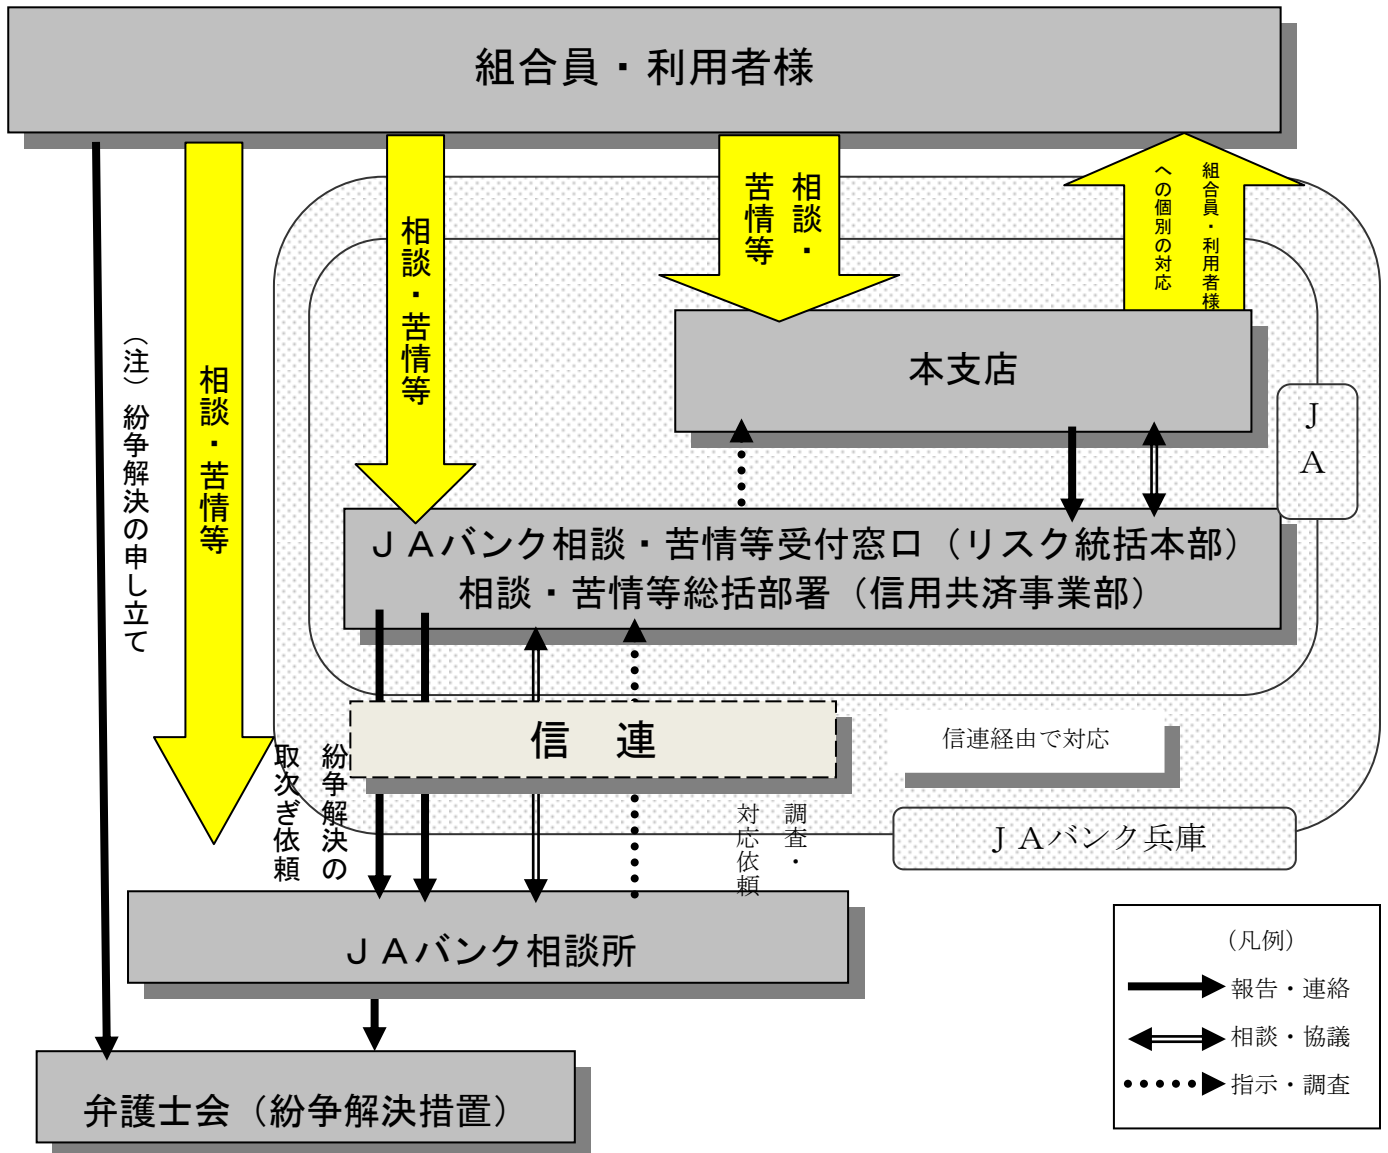 組合員・利用者様
相談・苦情等
相談・
苦情等
組合員・利用者様
への個別の対応
相談・苦情等
(注)紛争解決の申し立て
本支店
ＪＡ
ＪＡバンク相談・苦情等受付窓口（リスク統括本部）
相談・苦情等総括部署（信用共済事業部）
信　連
信連経由で対応
紛争解決の
取次ぎ依頼
調査・
対応依頼
ＪＡバンク兵庫
ＪＡバンク相談所
弁護士会（紛争解決措置）
（凡例）
報告・連絡
相談・協議
指示・調査